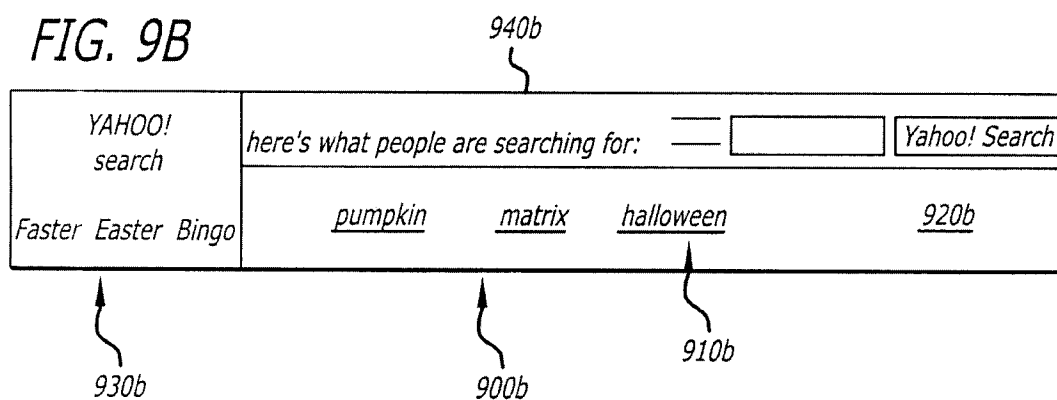 FIG. 9B
940b
YAHOO!
search
here's what people are searching for:
Yahoo! Search
Faster Easter Bingo
pumpkin matrix halloween 920b
910b
930b
900b